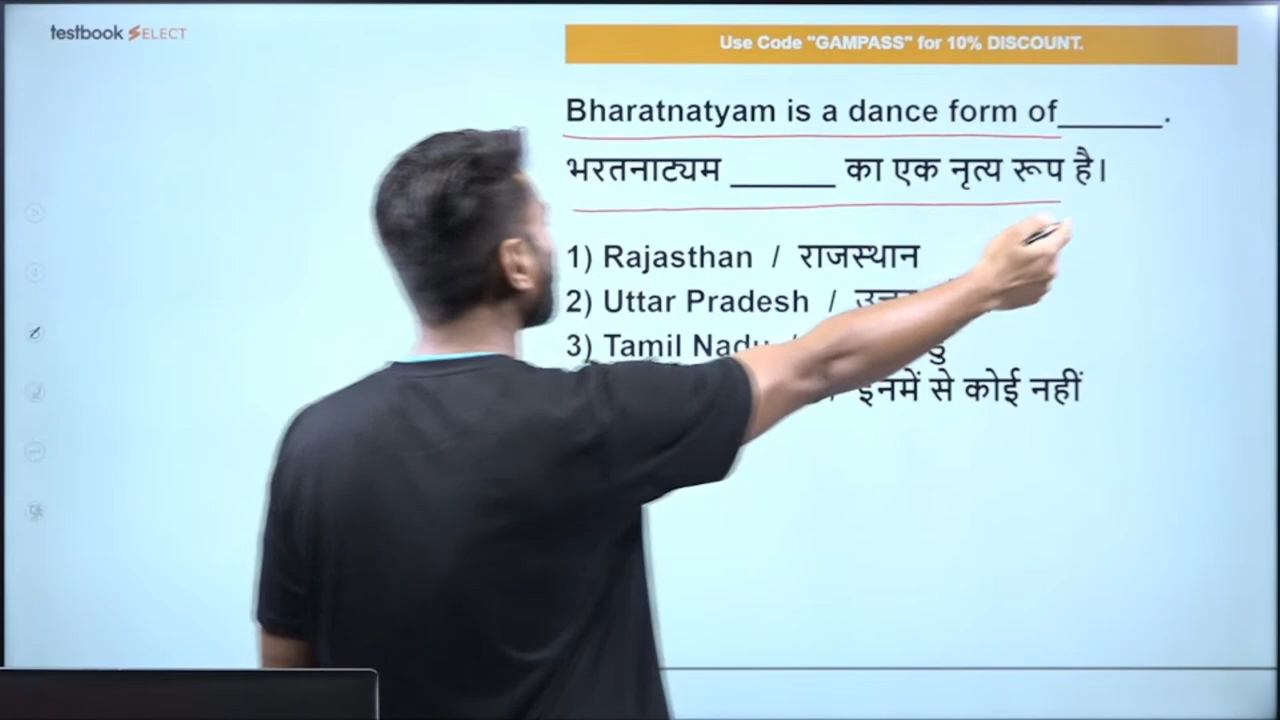 testbook SELECT
Use Code "GAMPASS" for 10% DISCOUNT.
Bharatnatyam is a dance form of______.
भरतनाट्यम ______ का एक नृत्य रूप है।
1) Rajasthan / राजस्थान
2) Uttar Pradesh /
3) Tamil Nadu /
इनमें से कोई नहीं